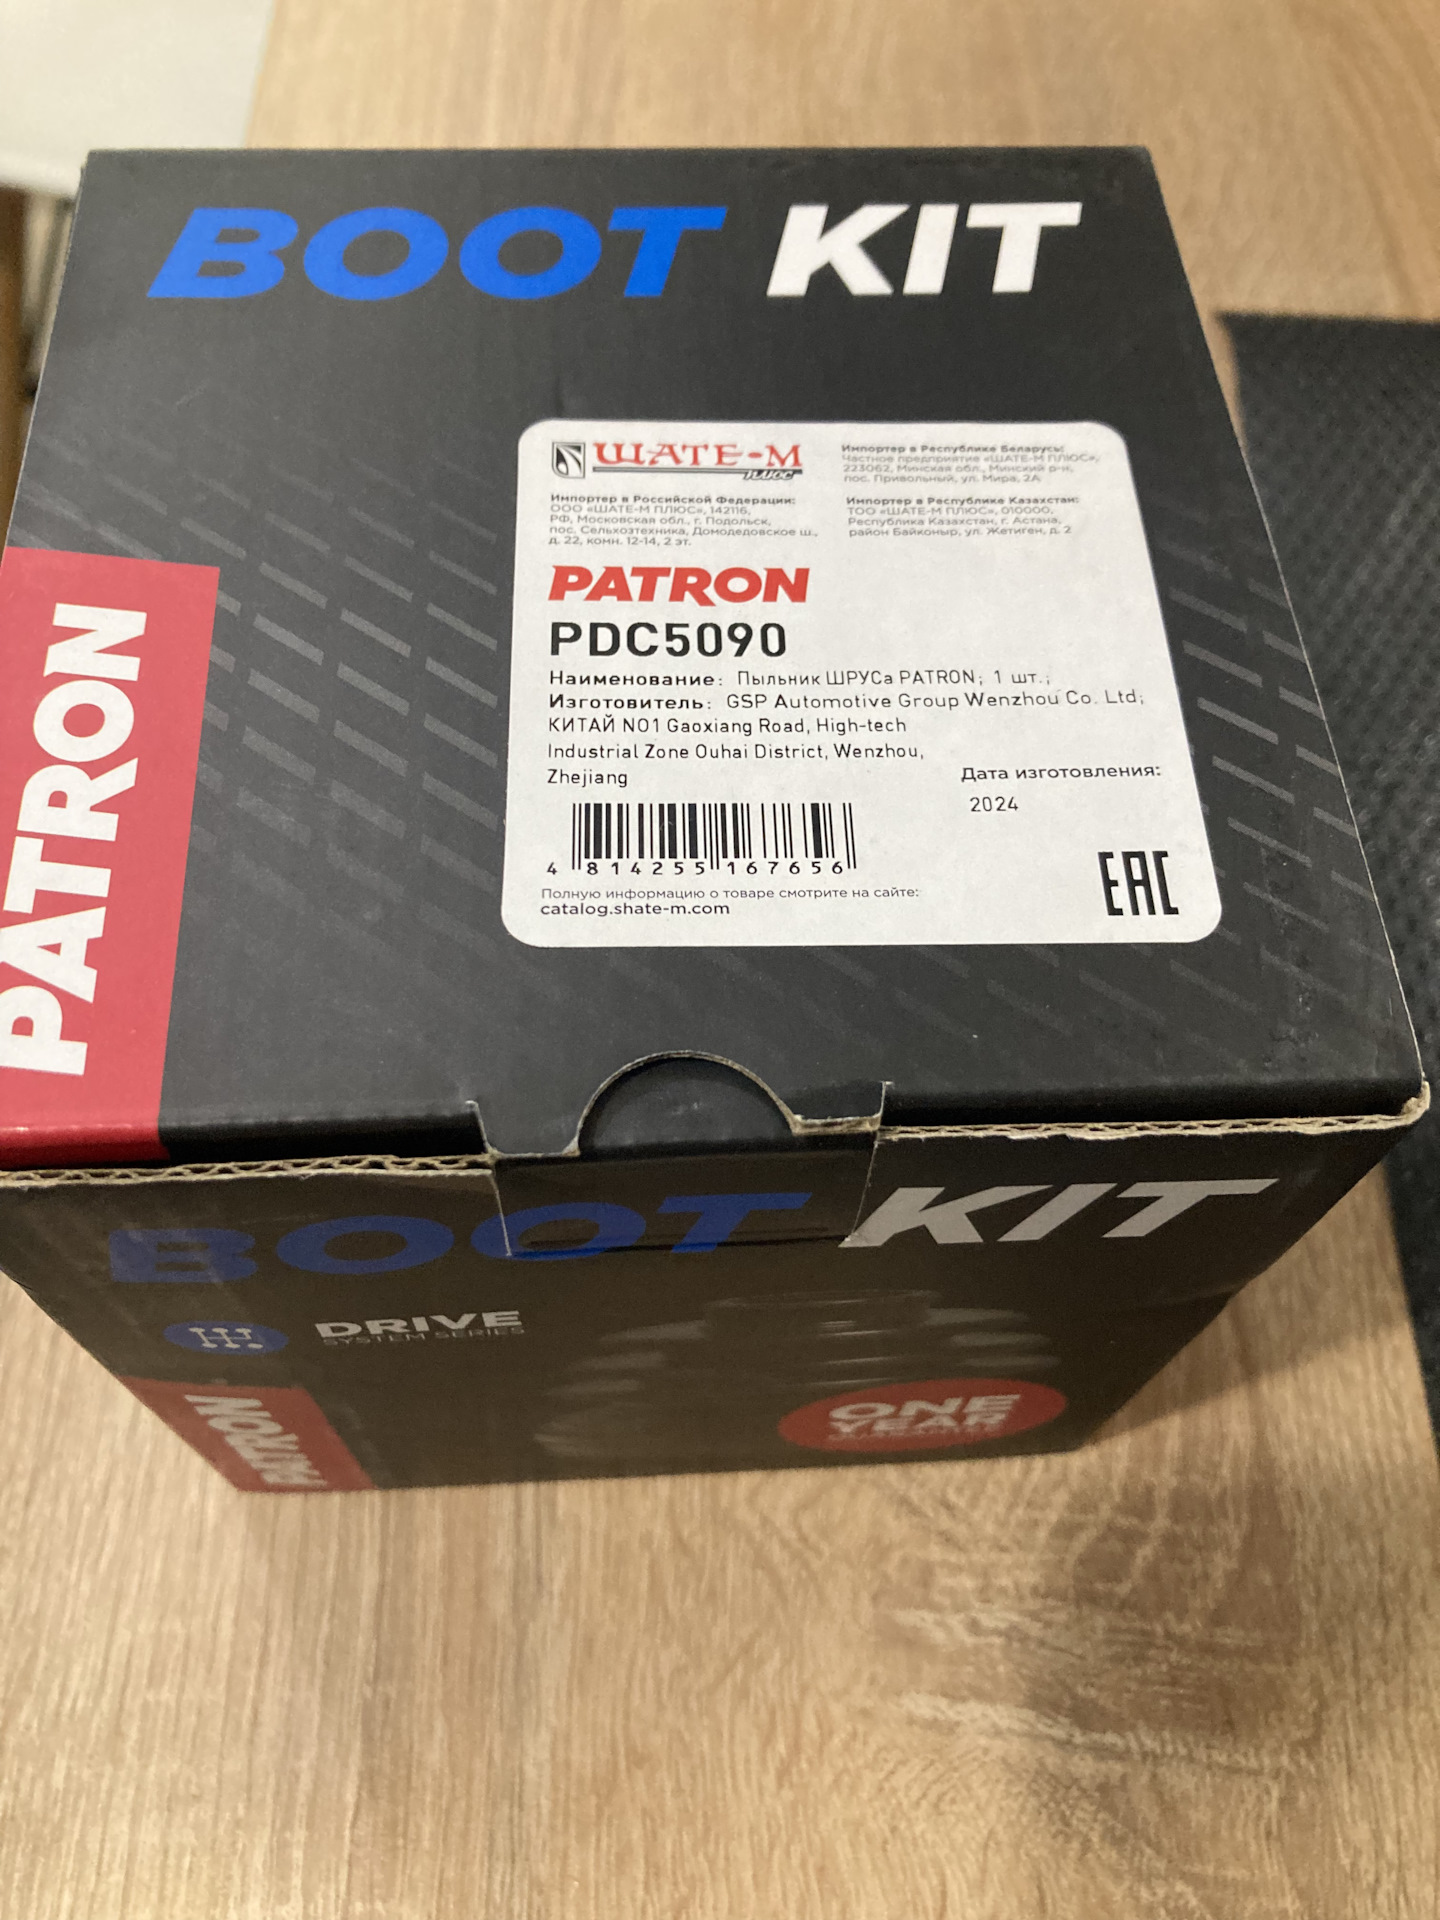 BOOT KIT
ШАТЕ-М
ПЛЮС
Импортер в Республике Беларусь:
Частное предприятие «ШАТЕ-М ПЛЮС»,
223062, Минская обл., Минский р-н,
пос. Привольный, ул. Мира, 2А
Импортер в Российской Федерации:
ООО «ШАТЕ-М ПЛЮС», 142116,
РФ, Московская обл., г. Подольск,
пос. Сельхозтехника, Домодедовское ш.,
д. 22, комн. 12-14, 2 эт.
Импортер в Республике Казахстан:
ТОО «ШАТЕ-М ПЛЮС», 010000,
Республика Казахстан, г. Астана,
район Байконыр, ул. Жетиген, д. 2
PATRON
PDC5090
Наименование: Пыльник ШРУСа PATRON; 1 шт.;
Изготовитель: GSP Automotive Group Wenzhou Co. Ltd;
КИТАЙ NO1 Gaoxiang Road, High-tech
Industrial Zone Ouhai District, Wenzhou,
Zhejiang
Дата изготовления:
2024
4 814255 167656
Полную информацию о товаре смотрите на сайте:
catalog.shate-m.com
EAC
PATRON
BOOT KIT
DRIVE
SYSTEM SERIES
PATRON
ONE
YEAR